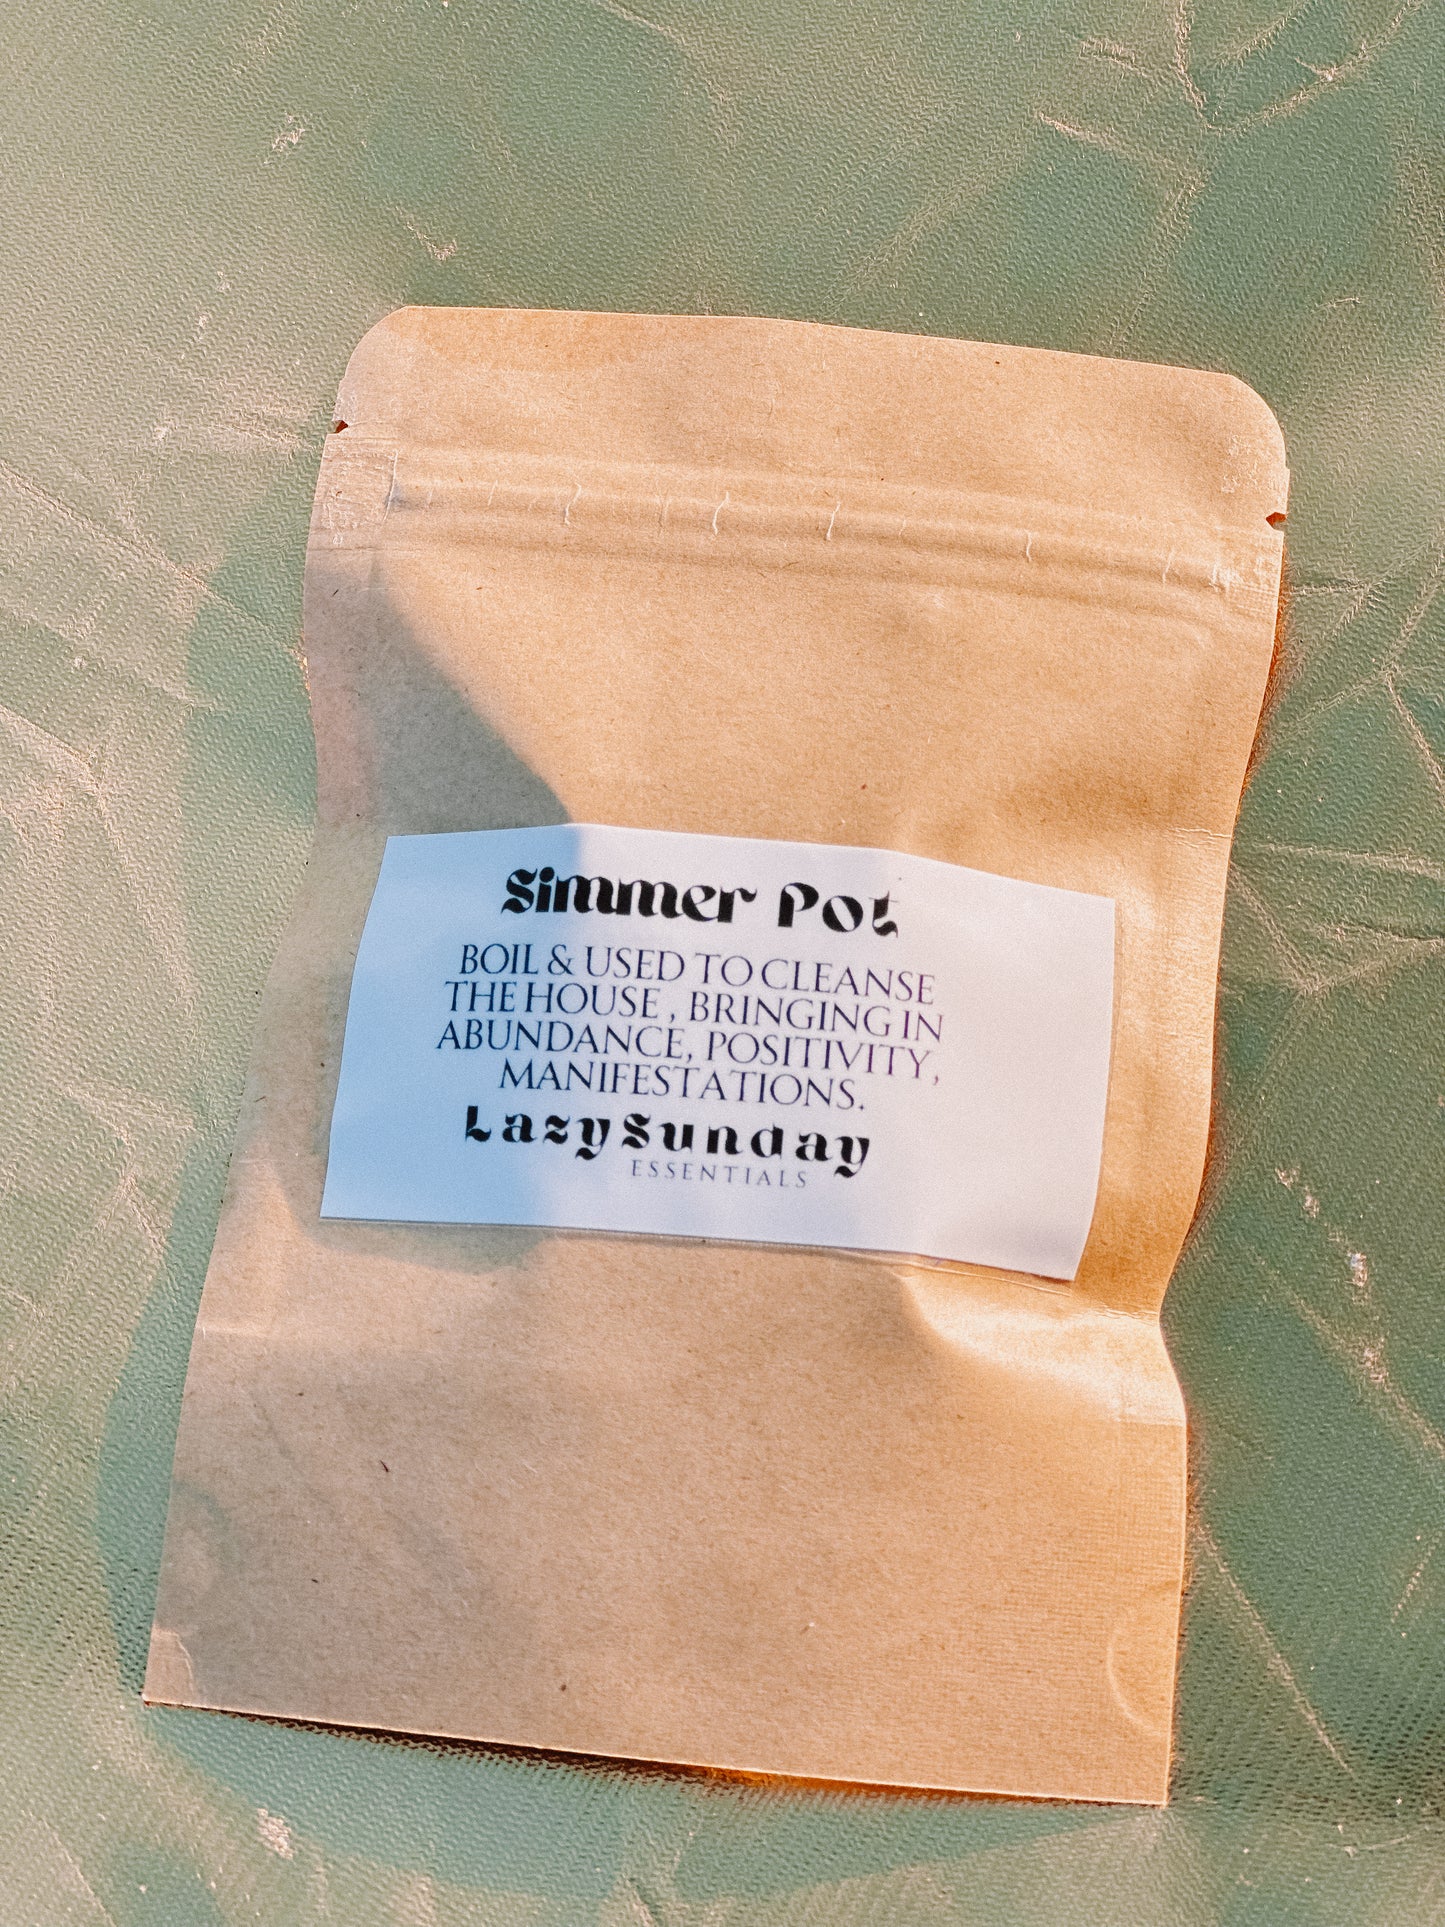 Simmer Pot
BOIL & USED TO CLEANSE
THE HOUSE , BRINGING IN
ABUNDANCE, POSITIVITY,
MANIFESTATIONS.
LazySunday
ESSENTIALS